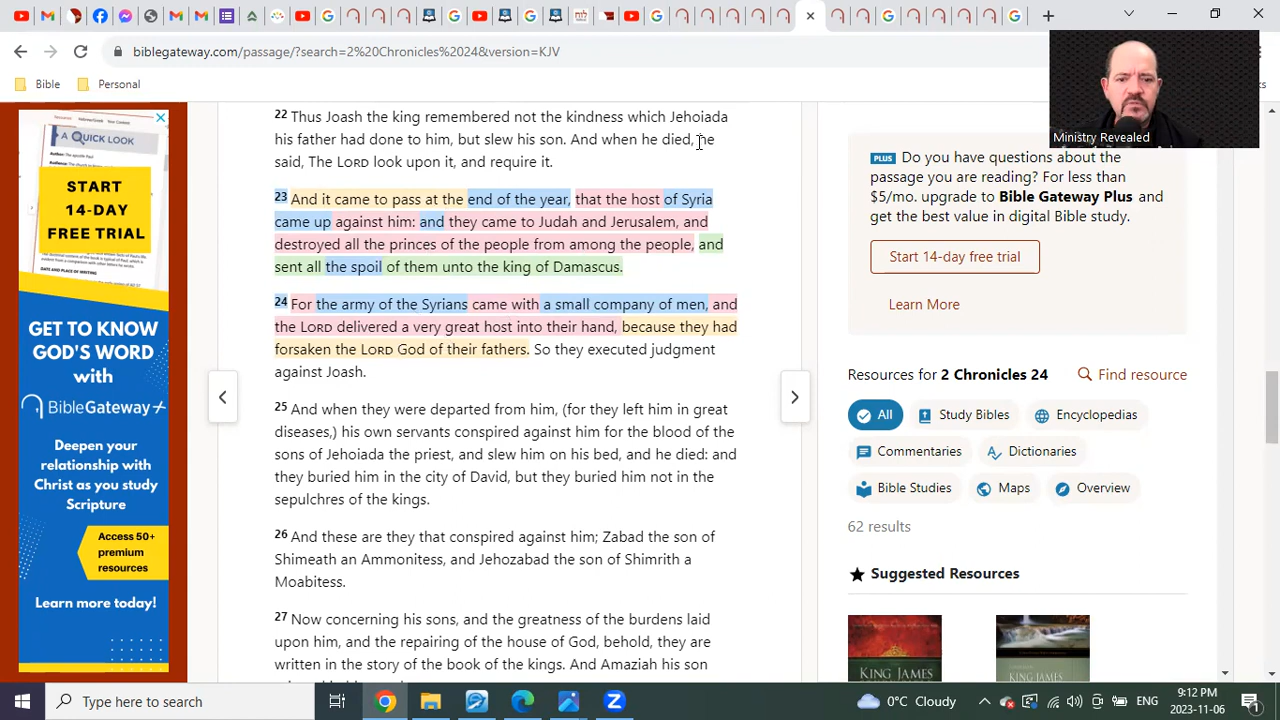 biblegateway.com/passage/?search=2%20Chronicles%2024&version=KJV
Bible
Personal
Ministry Revealed
A QUICK LOOK
START
14-DAY
FREE TRIAL
GET TO KNOW
GOD'S WORD
with
BibleGateway+
Deepen your
relationship with
Christ as you study
Scripture
Access 50+
premium
resources
Learn more today!
22 Thus Joash the king remembered not the kindness which Jehoiada
his father had done to him, but slew his son. And when he died, he
said, The LORD look upon it, and require it.
23 And it came to pass at the end of the year, that the host of Syria
came up against him: and they came to Judah and Jerusalem, and
destroyed all the princes of the people from among the people, and
sent all the spoil of them unto the king of Damascus.
24 For the army of the Syrians came with a small company of men, and
the LORD delivered a very great host into their hand, because they had
forsaken the LORD God of their fathers. So they executed judgment
against Joash.
25 And when they were departed from him, (for they left him in great
diseases,) his own servants conspired against him for the blood of the
sons of Jehoiada the priest, and slew him on his bed, and he died: and
they buried him in the city of David, but they buried him not in the
sepulchres of the kings.
26 And these are they that conspired against him; Zabad the son of
Shimeath an Ammonitess, and Jehozabad the son of Shimrith a
Moabitess.
27 Now concerning his sons, and the greatness of the burdens laid
upon him, and the repairing of the house of God, behold, they are
written in the story of the book of the kings. And Amaziah his son
PLUS Do you have questions about the
passage you are reading? For less than
$5/mo. upgrade to Bible Gateway Plus and
get the best value in digital Bible study.
Start 14-day free trial
Learn More
Resources for 2 Chronicles 24
Find resource
All
Study Bibles
Encyclopedias
Commentaries
Dictionaries
Bible Studies
Maps
Overview
62 results
Suggested Resources
KING
JAMES
Type here to search
0°C Cloudy
ENG
9:12 PM
2023-11-06